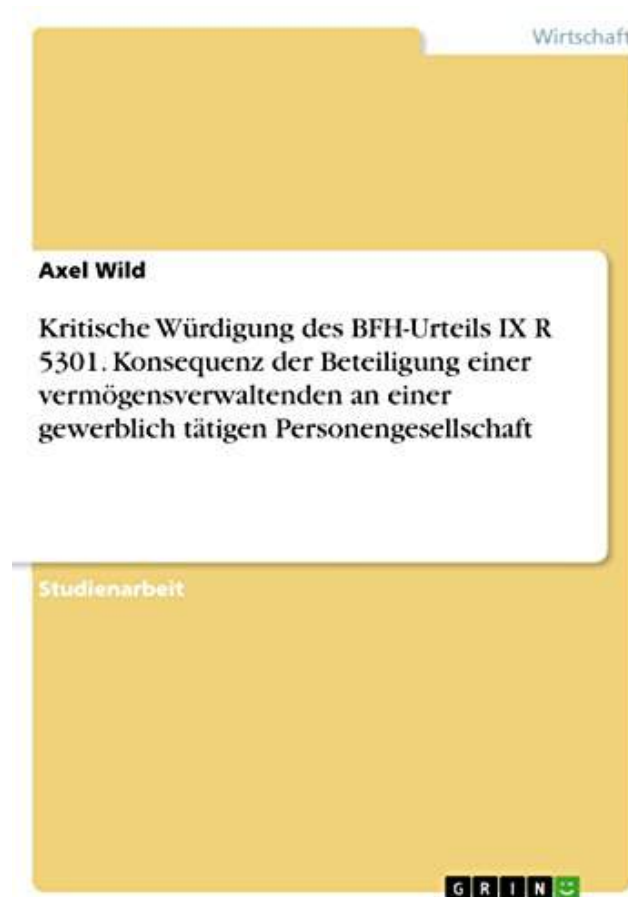 Wirtschaft
Axel Wild
Kritische Würdigung des BFH-Urteils IX R
5301. Konsequenz der Beteiligung einer
vermögensverwaltenden an einer
gewerblich tätigen Personengesellschaft
Studienarbeit
GRIN